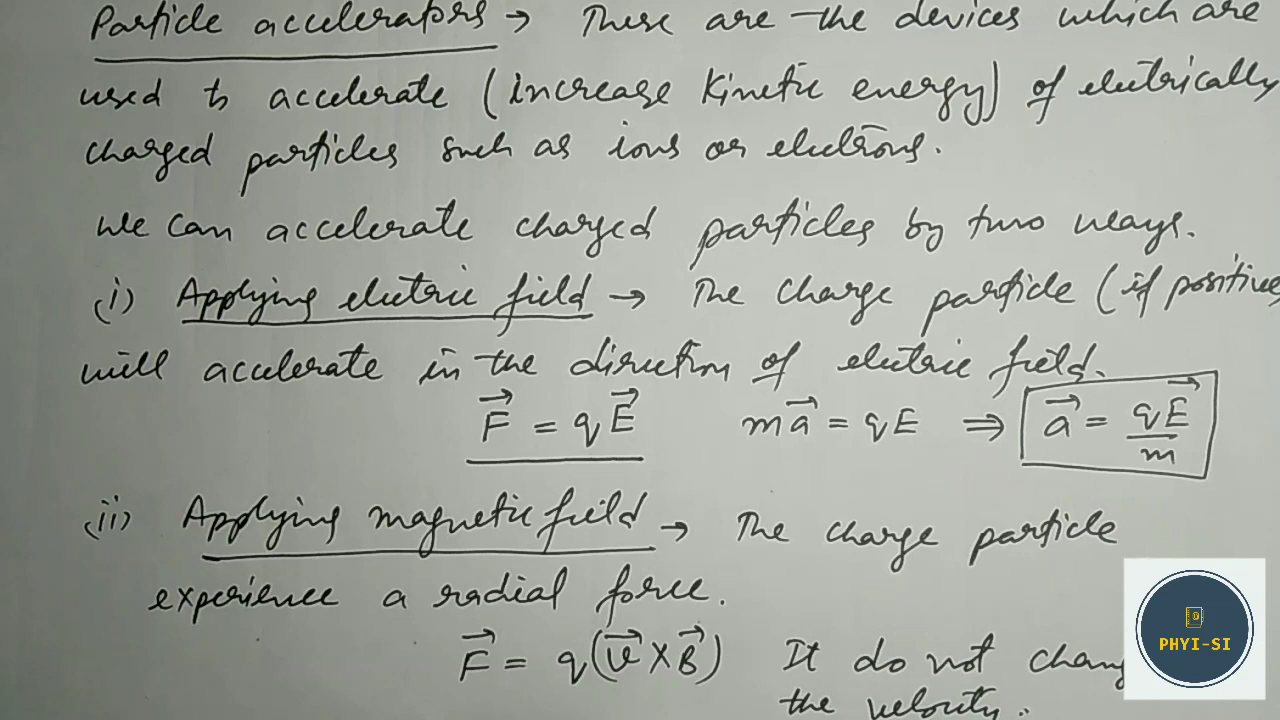 Particle accelerators → These are the devices which are
used to accelerate (increase Kinetic energy) of electrically
charged particles such as ions or electrons.
We can accelerate charged particles by two ways.
(i) Applying electric field → The charge particle (if positive
will accelerate in the direction of electric field.
F⃗ = qE⃗ ma⃗ = qE ⇒ a⃗ = qE⃗/m
(ii) Applying magnetic field → The charge particle
experience a radial force.
F⃗ = q(v⃗ × B⃗) It do not chang
the velocity.
PHYI-SI